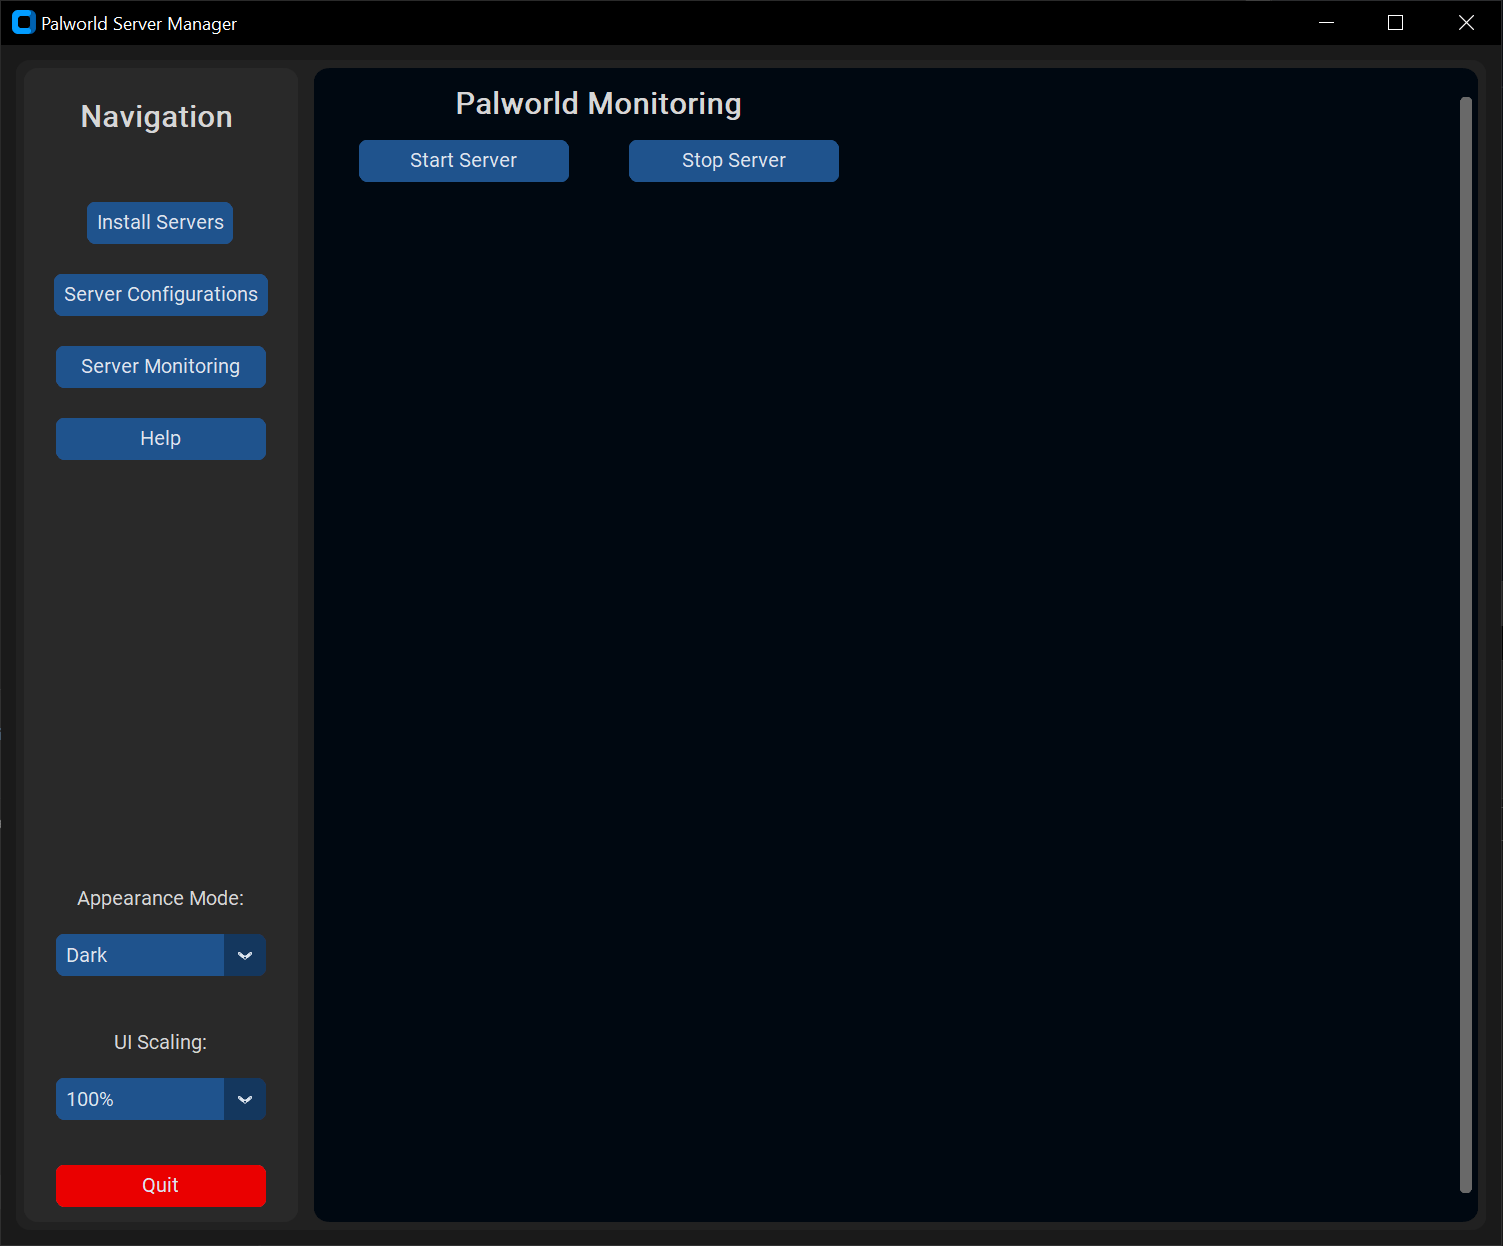 Palworld Server Manager
Navigation
Install Servers
Server Configurations
Server Monitoring
Help
Appearance Mode:
Dark
UI Scaling:
100%
Quit
Palworld Monitoring
Start Server
Stop Server